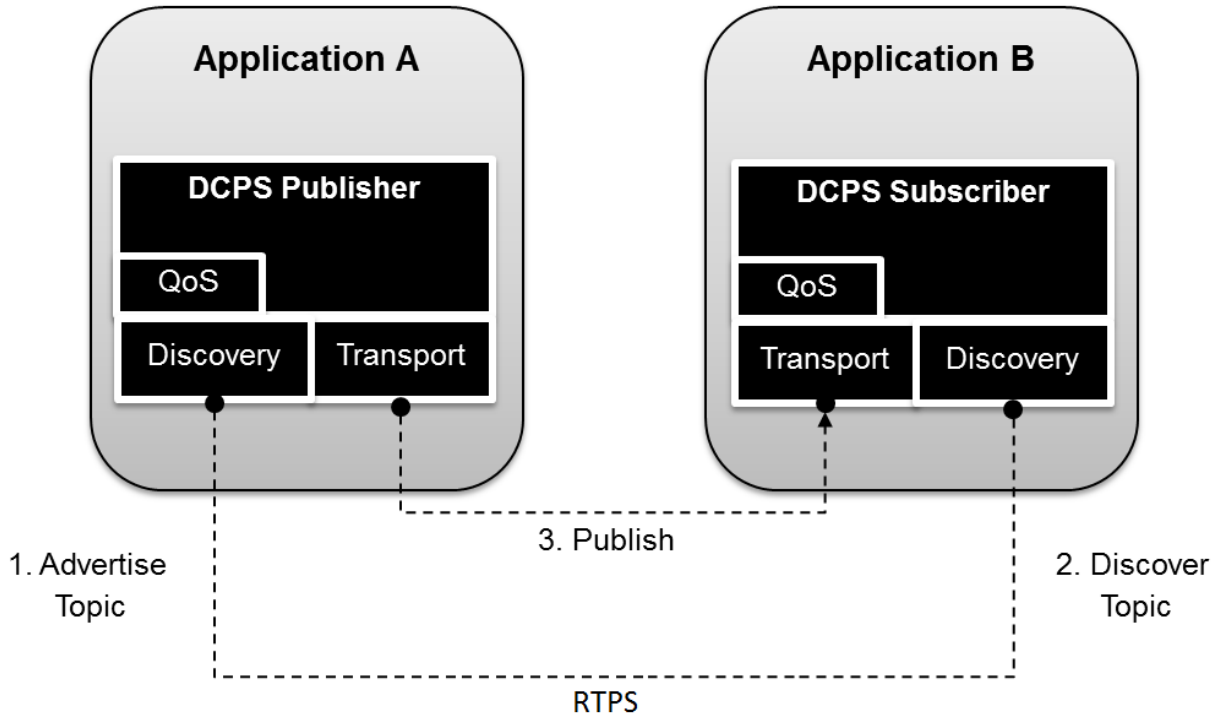 Application A
DCPS Publisher
QoS
Discovery
Transport
Application B
DCPS Subscriber
QoS
Transport
Discovery
3. Publish
1. Advertise
Topic
2. Discover
Topic
RTPS